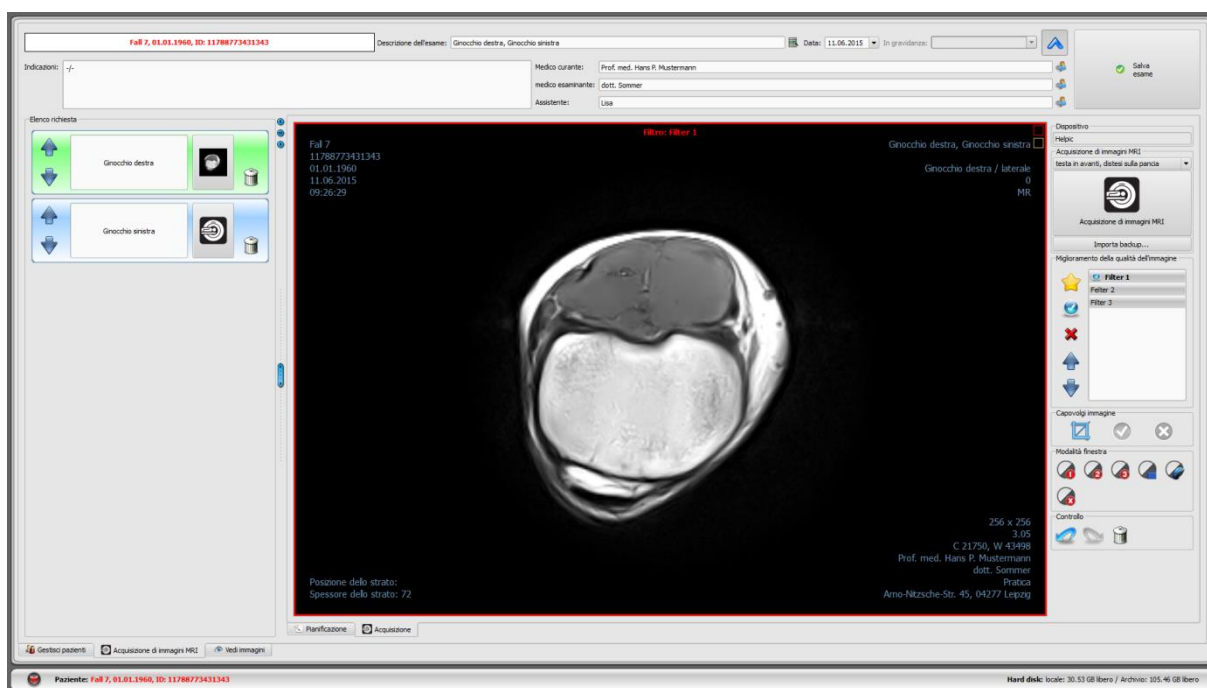 Fall 7, 01.01.1960, ID: 11788773431343
Descrizione dell'esame: Ginocchio destra, Ginocchio sinistra
Data: 11.06.2015
In gravidanza:
Salva esame
Indicazioni: -/-
Medico curante: Prof. med. Hans P. Mustermann
medico esaminante: dott. Sommer
Assistente: Lisa
Elenco richiesta
Ginocchio destra
Ginocchio sinistra
Filtro: Filter 1
Fall 7
11788773431343
01.01.1960
11.06.2015
09:26:29
Ginocchio destra, Ginocchio sinistra
Ginocchio destra / laterale
0
MR
Posizione dello strato:
Spessore dello strato: 72
256 x 256
3.05
C 21750, W 43498
Prof. med. Hans P. Mustermann
dott. Sommer
Pratica
Arno-Nitzsche-Str. 45, 04277 Leipzig
Dispositivo
Helpic
Acquisizione di immagini MRI
testa in avanti, distesi sulla pancia
Acquisizione di immagini MRI
Importa backup...
Miglioramento della qualità dell'immagine
Filter 1
Felter 2
Filter 3
Capovolgi immagine
Modalità finestra
1
2
3
x
Controllo
Pianificazione
Acquisizione
Gestisci pazienti
Acquisizione di immagini MRI
Vedi immagini
Paziente: Fall 7, 01.01.1960, ID: 11788773431343
Hard disk: locale: 30.53 GB libero / Archivio: 105.46 GB libero